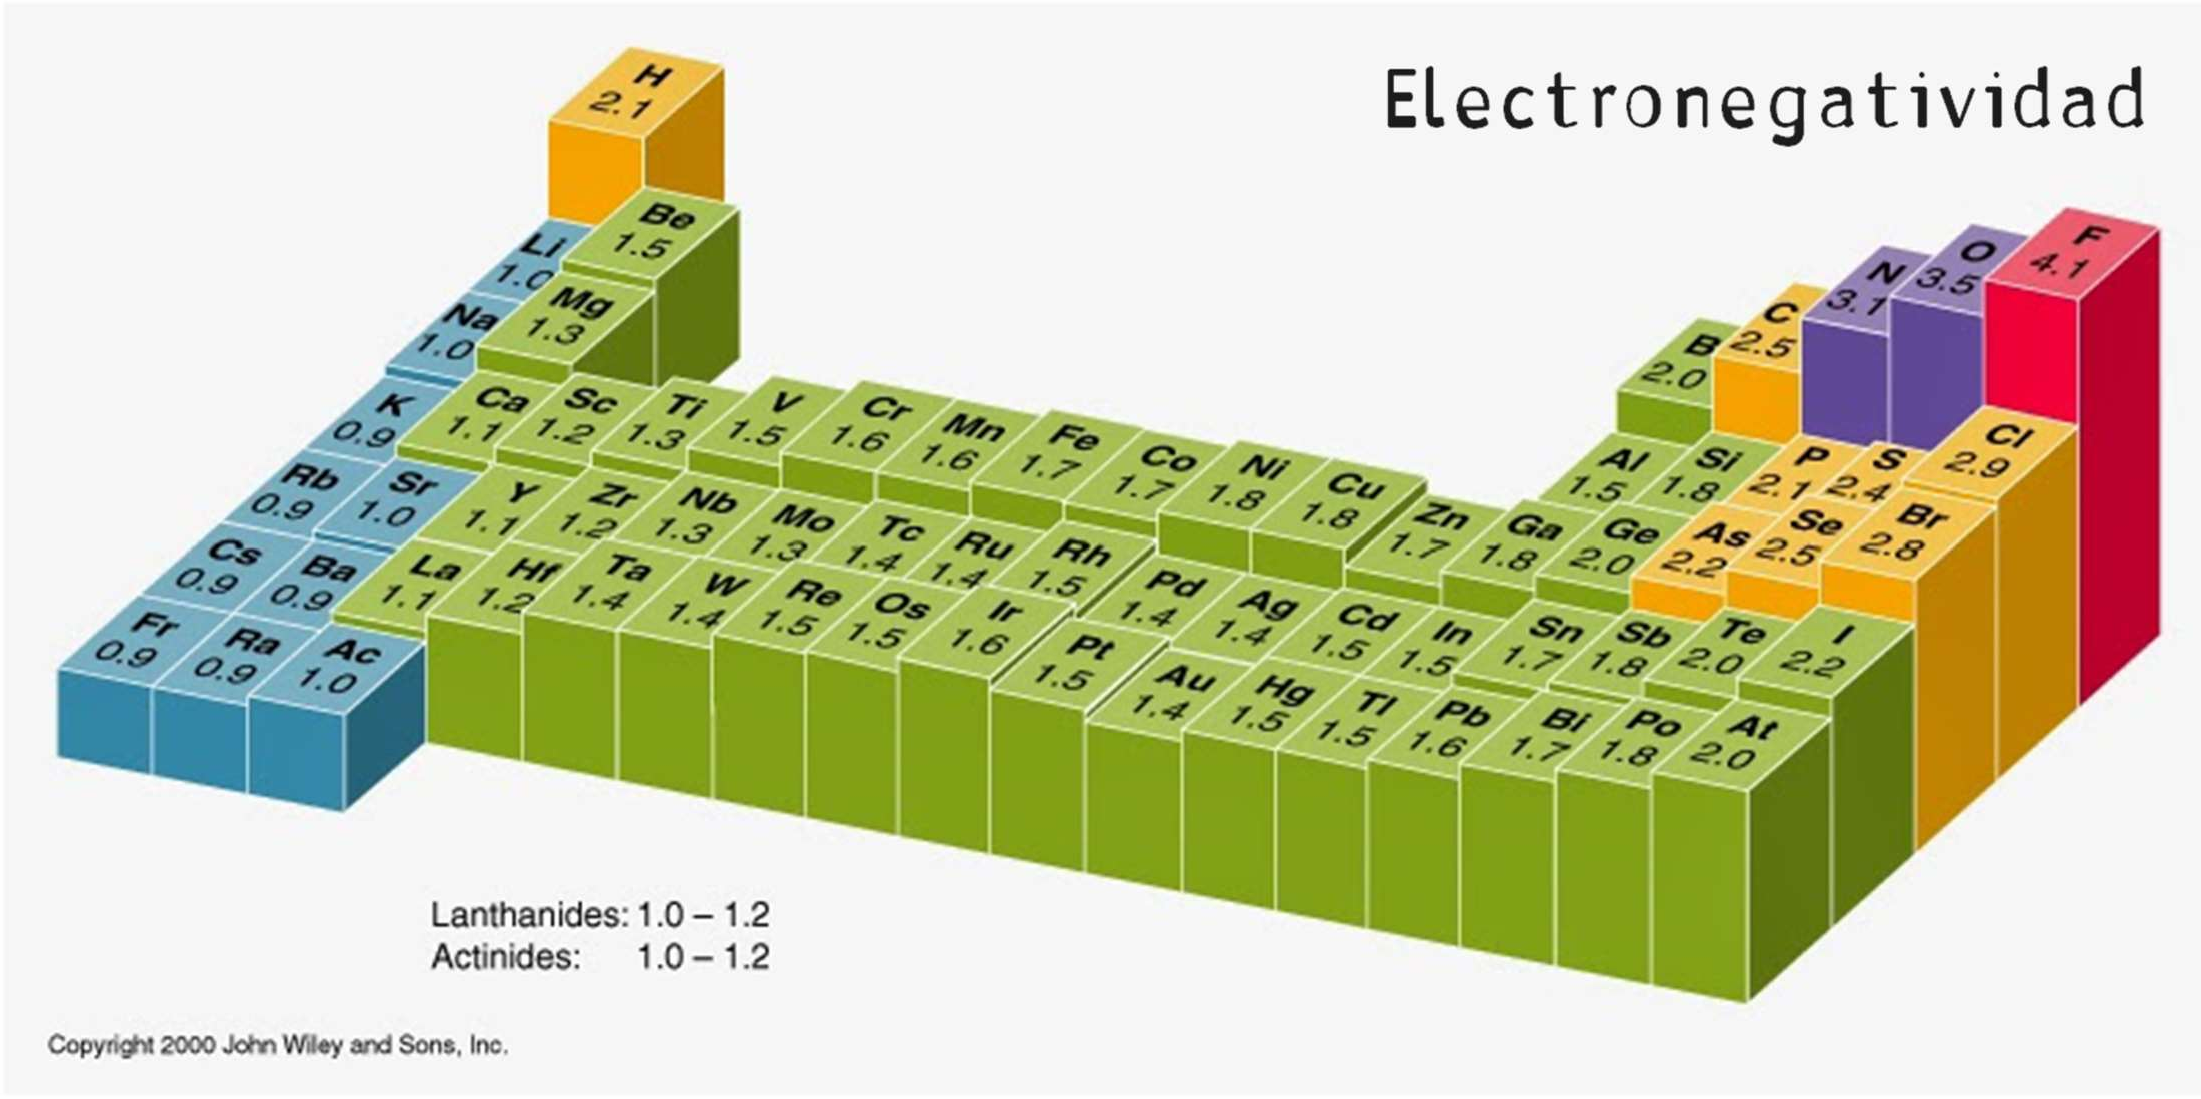 Electronegatividad
H
2.1
Li
1.0
Be
1.5
B
2.0
C
2.5
N
3.1
O
3.5
F
4.1
Na
1.0
Mg
1.3
Al
1.5
Si
1.8
P
2.1
S
2.4
Cl
2.9
K
0.9
Ca
1.1
Sc
1.2
Ti
1.3
V
1.5
Cr
1.6
Mn
1.6
Fe
1.7
Co
1.7
Ni
1.8
Cu
1.8
Zn
1.7
Ga
1.8
Ge
2.0
As
2.2
Se
2.5
Br
2.8
Rb
0.9
Sr
1.0
Y
1.1
Zr
1.2
Nb
1.3
Mo
1.3
Tc
1.4
Ru
1.4
Rh
1.5
Pd
1.4
Ag
1.4
Cd
1.5
In
1.5
Sn
1.7
Sb
1.8
Te
2.0
I
2.2
Cs
0.9
Ba
0.9
La
1.1
Hf
1.2
Ta
1.4
W
1.4
Re
1.5
Os
1.5
Ir
1.6
Pt
1.5
Au
1.4
Hg
1.5
Tl
1.5
Pb
1.6
Bi
1.7
Po
1.8
At
2.0
Fr
0.9
Ra
0.9
Ac
1.0
Lanthanides: 1.0 – 1.2
Actinides: 1.0 – 1.2
Copyright 2000 John Wiley and Sons, Inc.